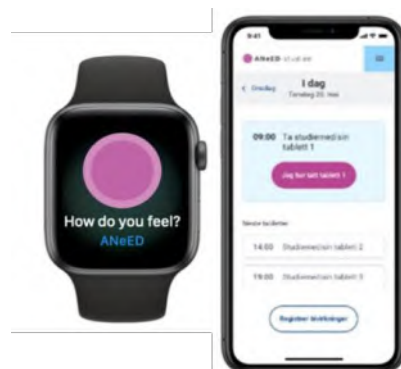 How do you feel?
ANeED
9:41
ANeED
I dag
Torsdag 20. mai
09:00 Ta studiemedisin
tablett 1
Jeg har tatt tablett 1
Neste tabletter
14:00 Studiemedisin tablett 2
19:00 Studiemedisin tablett 3
Registrer bivirkninger